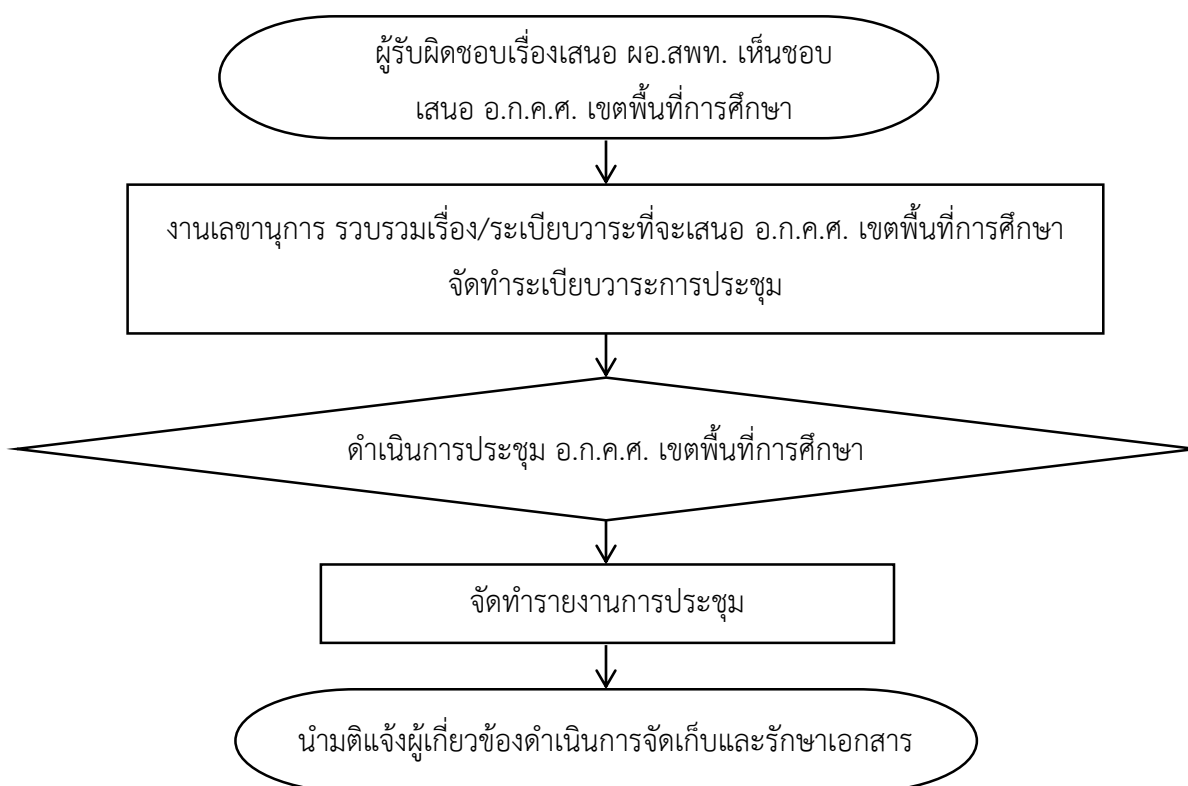 ผู้รับผิดชอบเรื่องเสนอ ผอ.สพท. เห็นชอบ
เสนอ อ.ก.ค.ศ. เขตพื้นที่การศึกษา
งานเลขานุการ รวบรวมเรื่อง/ระเบียบวาระที่จะเสนอ อ.ก.ค.ศ. เขตพื้นที่การศึกษา
จัดทำระเบียบวาระการประชุม
ดำเนินการประชุม อ.ก.ค.ศ. เขตพื้นที่การศึกษา
จัดทำรายงานการประชุม
นำมติแจ้งผู้เกี่ยวข้องดำเนินการจัดเก็บและรักษาเอกสาร